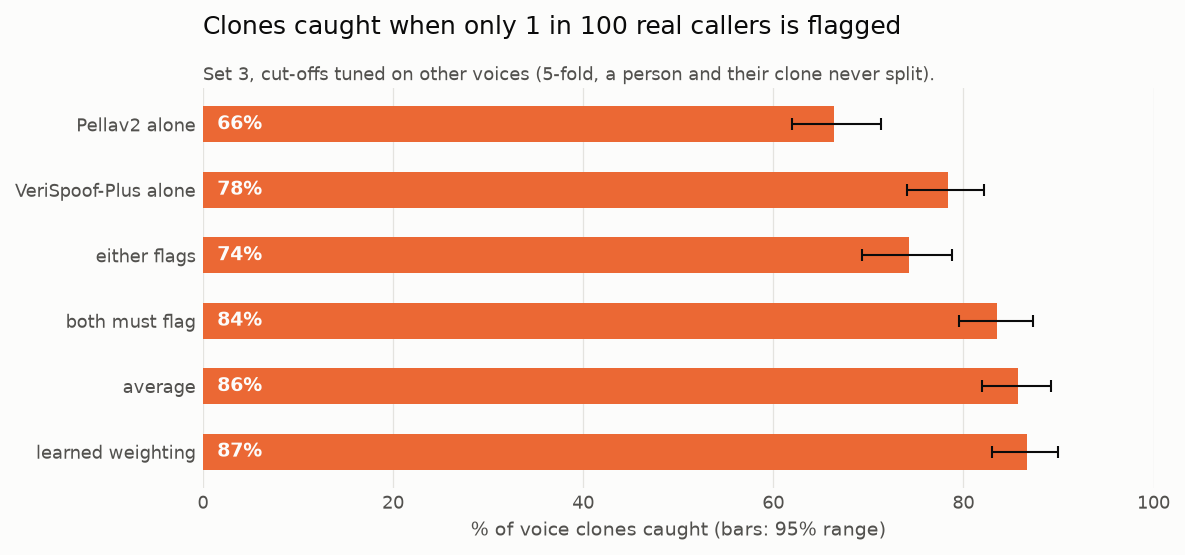 Clones caught when only 1 in 100 real callers is flagged
Set 3, cut-offs tuned on other voices (5-fold, a person and their clone never split).
Pellav2 alone
66%
VeriSpoof-Plus alone
78%
either flags
74%
both must flag
84%
average
86%
learned weighting
87%
0 20 40 60 80 100
% of voice clones caught (bars: 95% range)